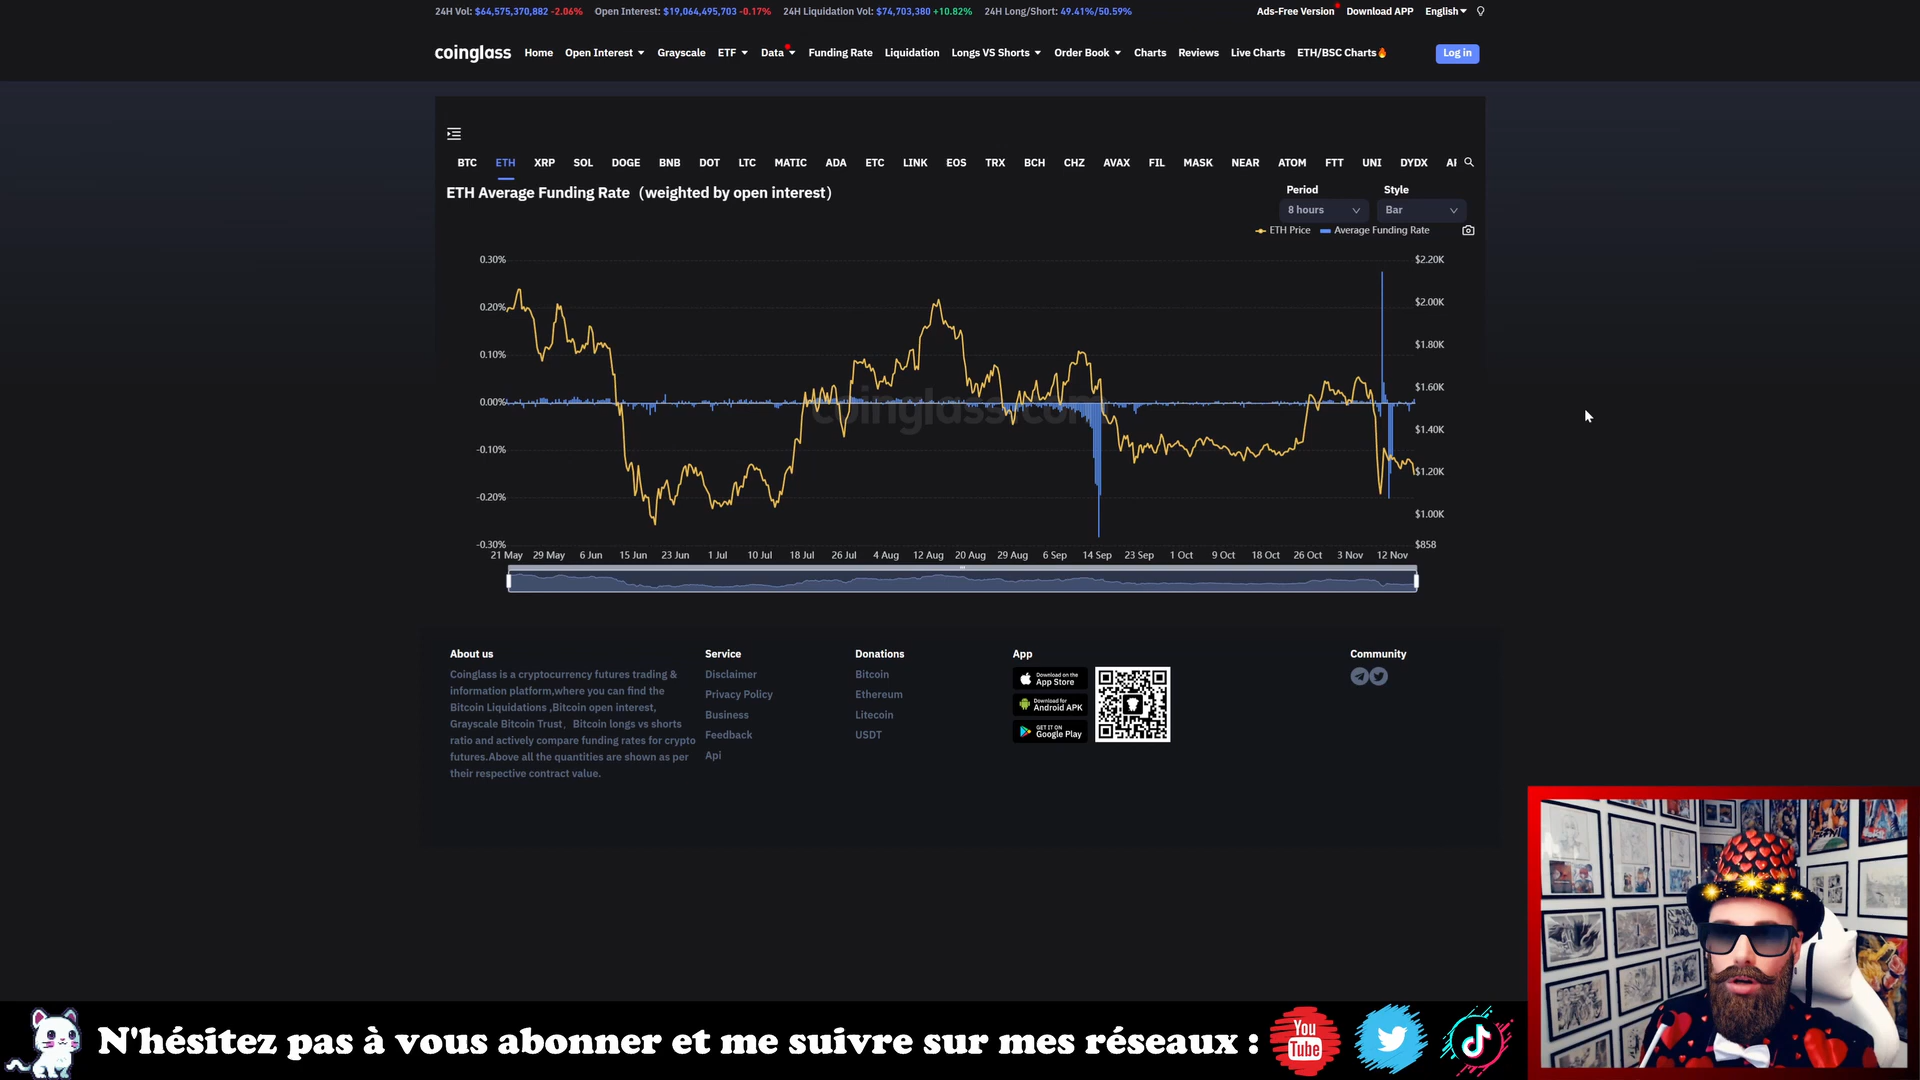 24H Vol: $64,575,370,882 -2.06% Open Interest: $19,064,495,703 -0.17% 24H Liquidation Vol: $74,703,380 +10.82% 24H Long/Short: 49.41%/50.59% Ads-Free Version Download APP English
coinglass Home Open Interest Grayscale ETF Data Funding Rate Liquidation Longs VS Shorts Order Book Charts Reviews Live Charts ETH/BSC Charts🔥 Log in
BTC ETH XRP SOL DOGE BNB DOT LTC MATIC ADA ETC LINK EOS TRX BCH CHZ AVAX FIL MASK NEAR ATOM FTT UNI DYDX
ETH Average Funding Rate（weighted by open interest）
Period Style
8 hours Bar
ETH Price Average Funding Rate
0.30% $2.20K
0.20% $2.00K
0.10% $1.80K
$1.60K
0.00%
$1.40K
-0.10%
$1.20K
-0.20%
$1.00K
-0.30% $858
coinglass.com
21 May 29 May 6 Jun 15 Jun 23 Jun 1 Jul 10 Jul 18 Jul 26 Jul 4 Aug 12 Aug 20 Aug 29 Aug 6 Sep 14 Sep 23 Sep 1 Oct 9 Oct 18 Oct 26 Oct 3 Nov 12 Nov
About us
Coinglass is a cryptocurrency futures trading &
information platform,where you can find the
Bitcoin Liquidations ,Bitcoin open interest,
Grayscale Bitcoin Trust，Bitcoin longs vs shorts
ratio and actively compare funding rates for crypto
futures.Above all the quantities are shown as per
their respective contract value.
Service
Disclaimer
Privacy Policy
Business
Feedback
Api
Donations
Bitcoin
Ethereum
Litecoin
USDT
App
Download on the
App Store
Download for
Android APK
GET IT ON
Google Play
Community
N'hésitez pas à vous abonner et me suivre sur mes réseaux :
You
Tube